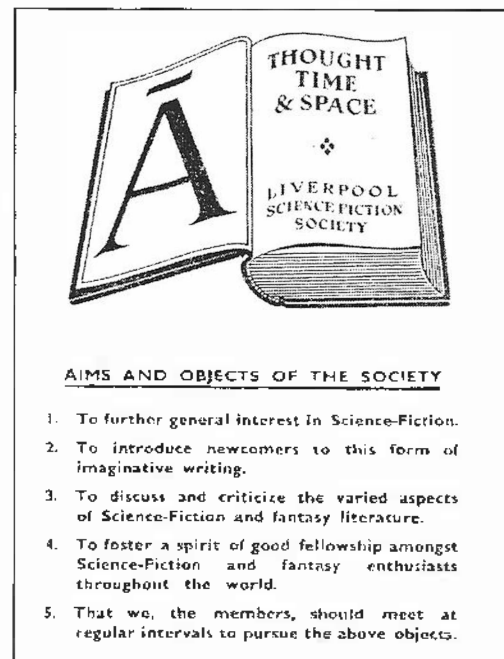 Ā
THOUGHT
TIME
& SPACE
LIVERPOOL
SCIENCE FICTION
SOCIETY
AIMS AND OBJECTS OF THE SOCIETY
1. To further general interest in Science-Fiction.
2. To introduce newcomers to this form of
imaginative writing.
3. To discuss and criticize the varied aspects
of Science-Fiction and fantasy literature.
4. To foster a spirit of good fellowship amongst
Science-Fiction and fantasy enthusiasts
throughout the world.
5. That we, the members, should meet at
regular intervals to pursue the above objects.